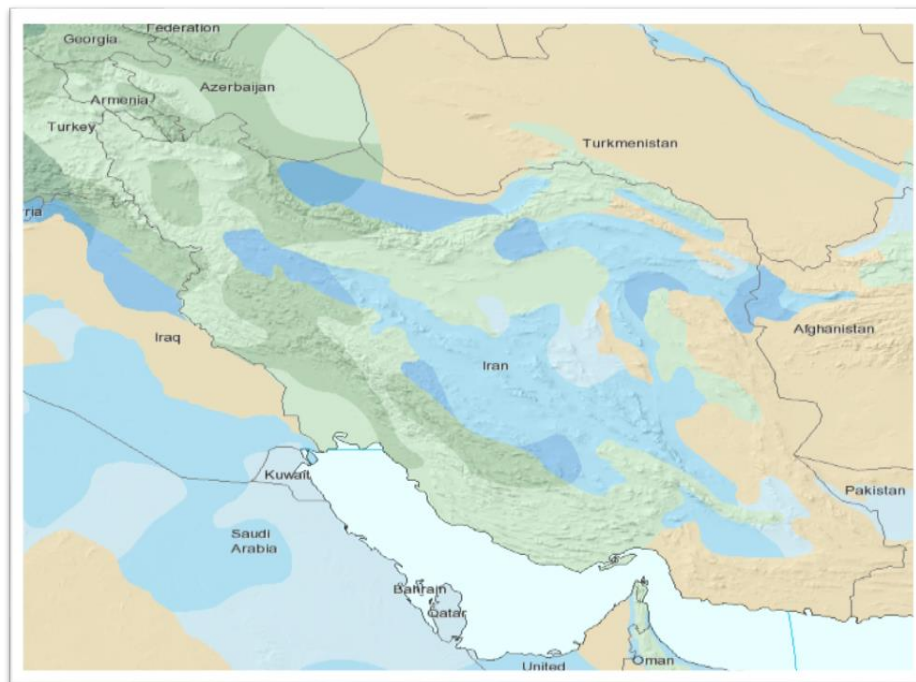 Federation
Georgia
Azerbaijan
Armenia
Turkey
Turkmenistan
ria
Iraq
Afghanistan
Iran
Kuwait
Pakistan
Saudi
Arabia
Bahrain
Qatar
United
Oman